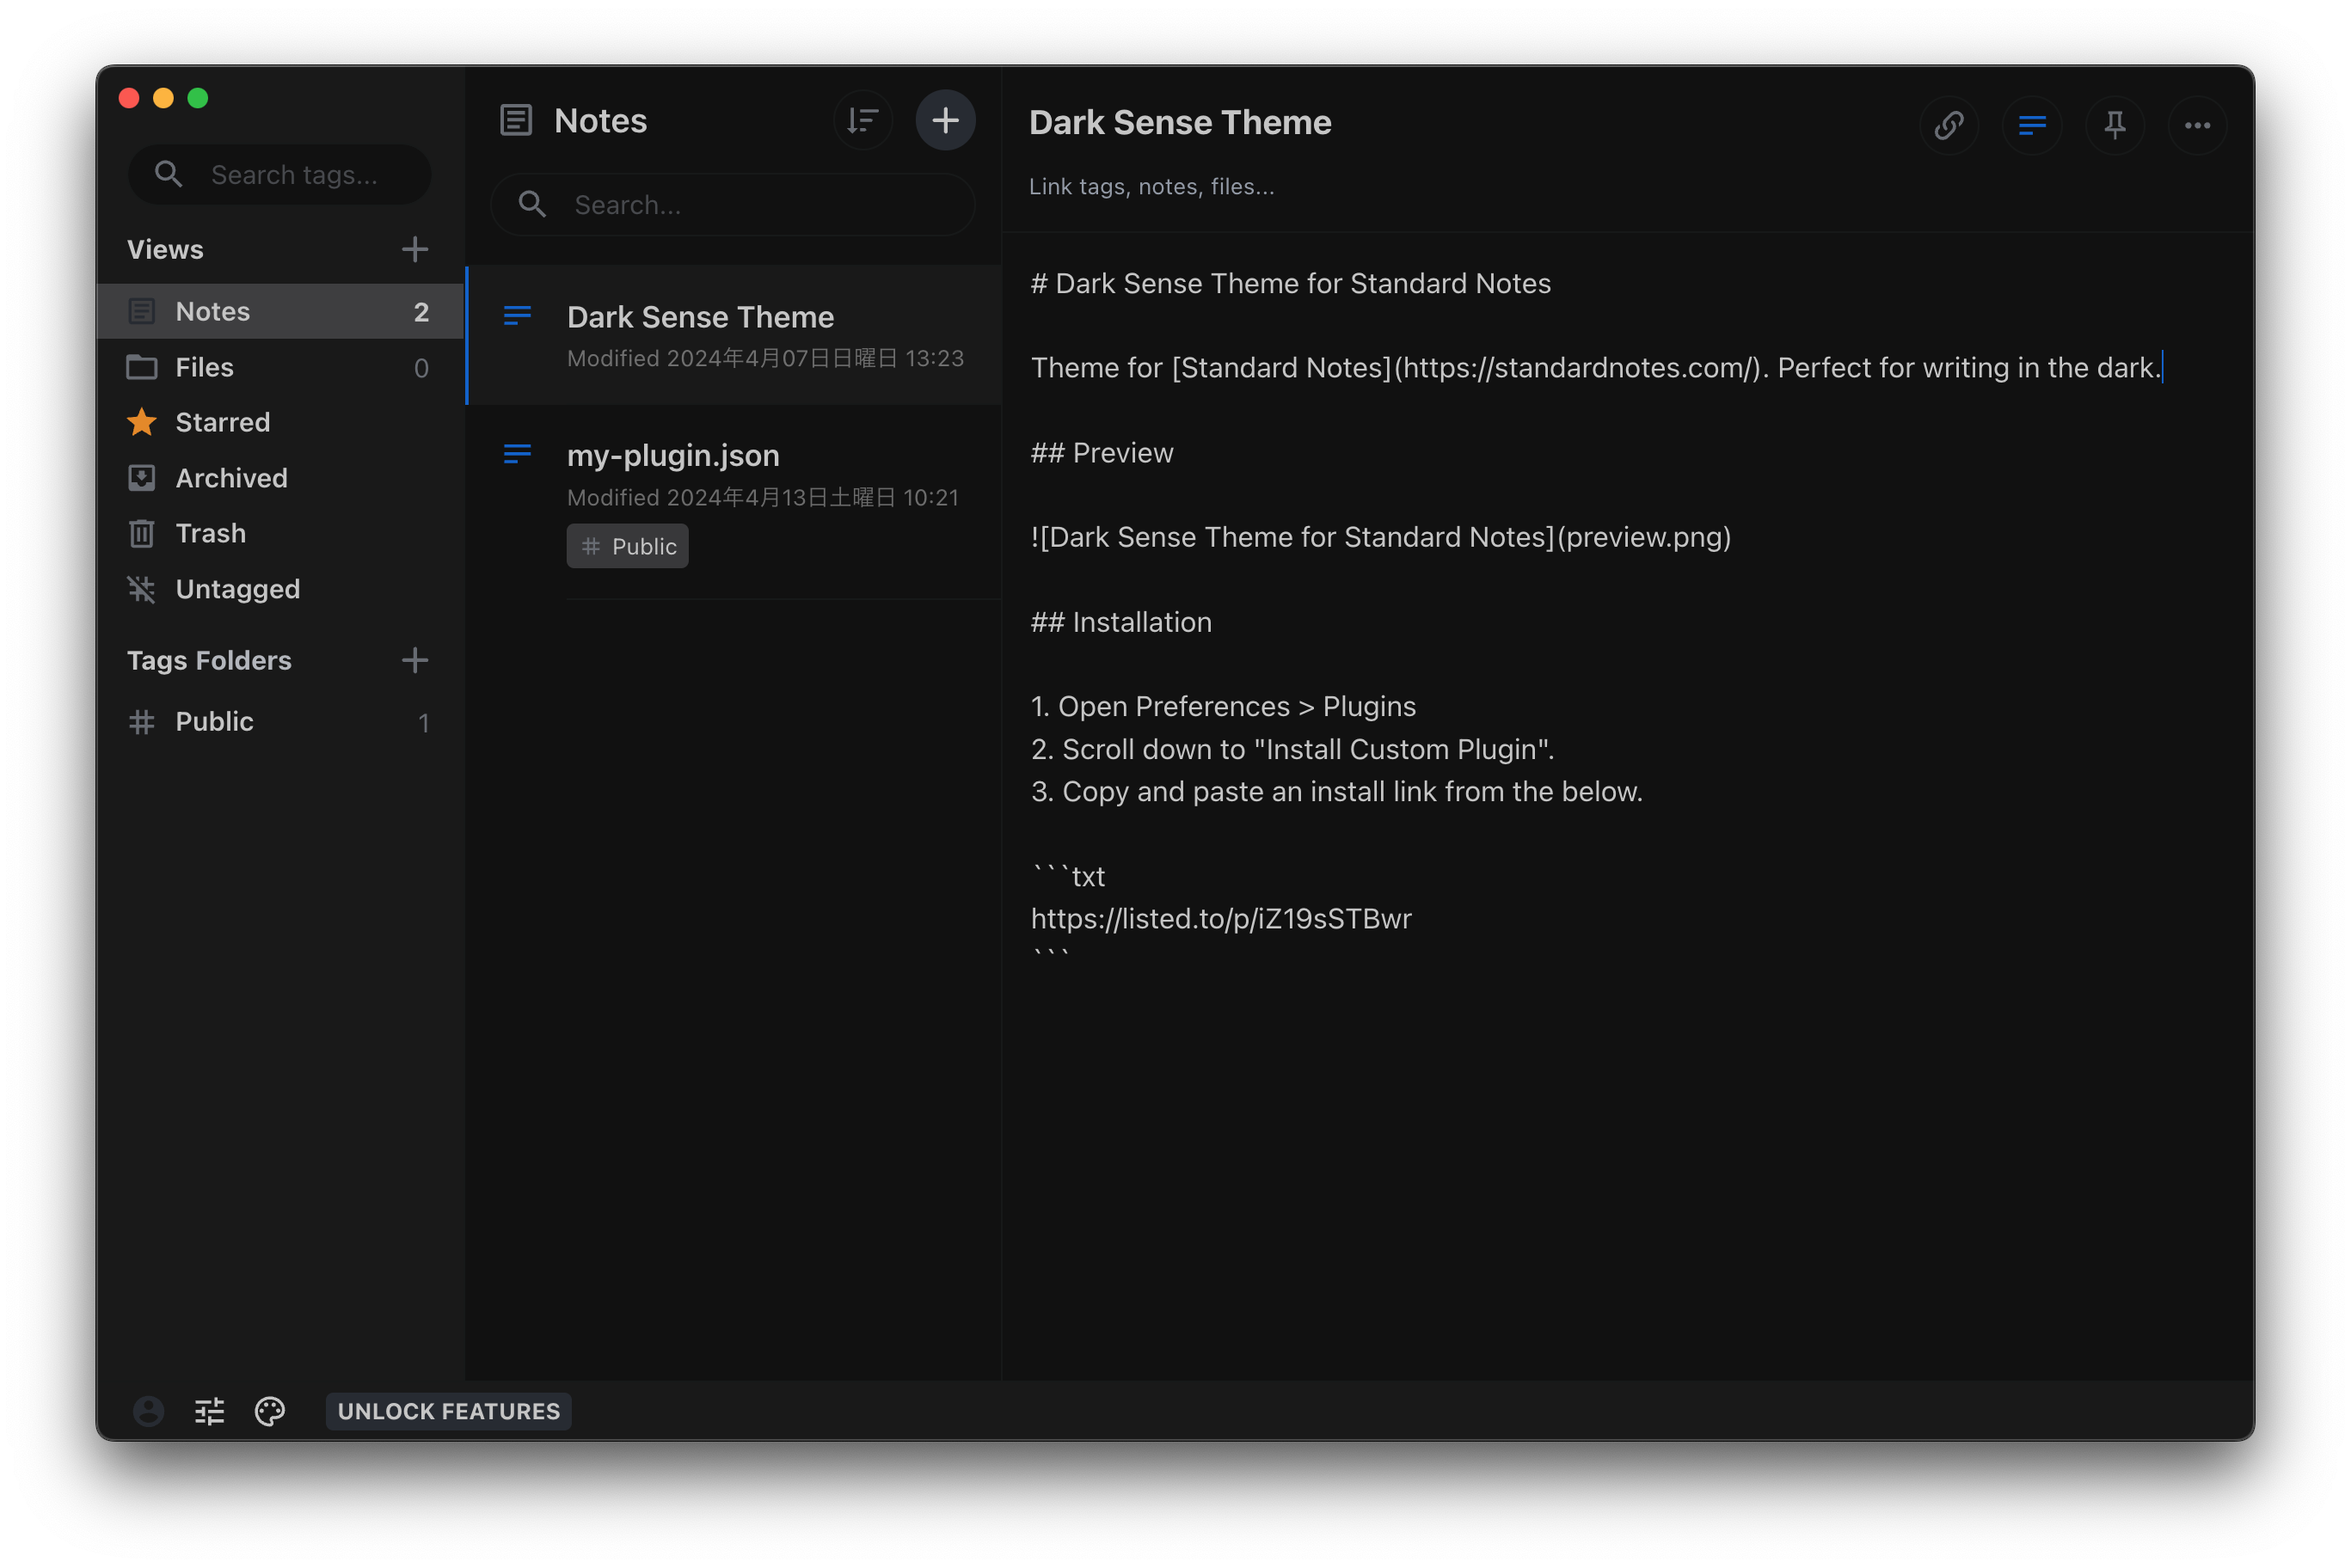 Search tags...
Views
Notes 2
Files 0
Starred
Archived
Trash
Untagged
Tags Folders
Public 1
Notes
Search...
Dark Sense Theme
Modified 2024年4月07日日曜日 13:23
my-plugin.json
Modified 2024年4月13日土曜日 10:21
Public
Dark Sense Theme
Link tags, notes, files...
# Dark Sense Theme for Standard Notes
Theme for [Standard Notes](https://standardnotes.com/). Perfect for writing in the dark.
## Preview
![Dark Sense Theme for Standard Notes](preview.png)
## Installation
1. Open Preferences > Plugins
2. Scroll down to "Install Custom Plugin".
3. Copy and paste an install link from the below.
```txt
https://listed.to/p/iZ19sSTBwr
```
UNLOCK FEATURES